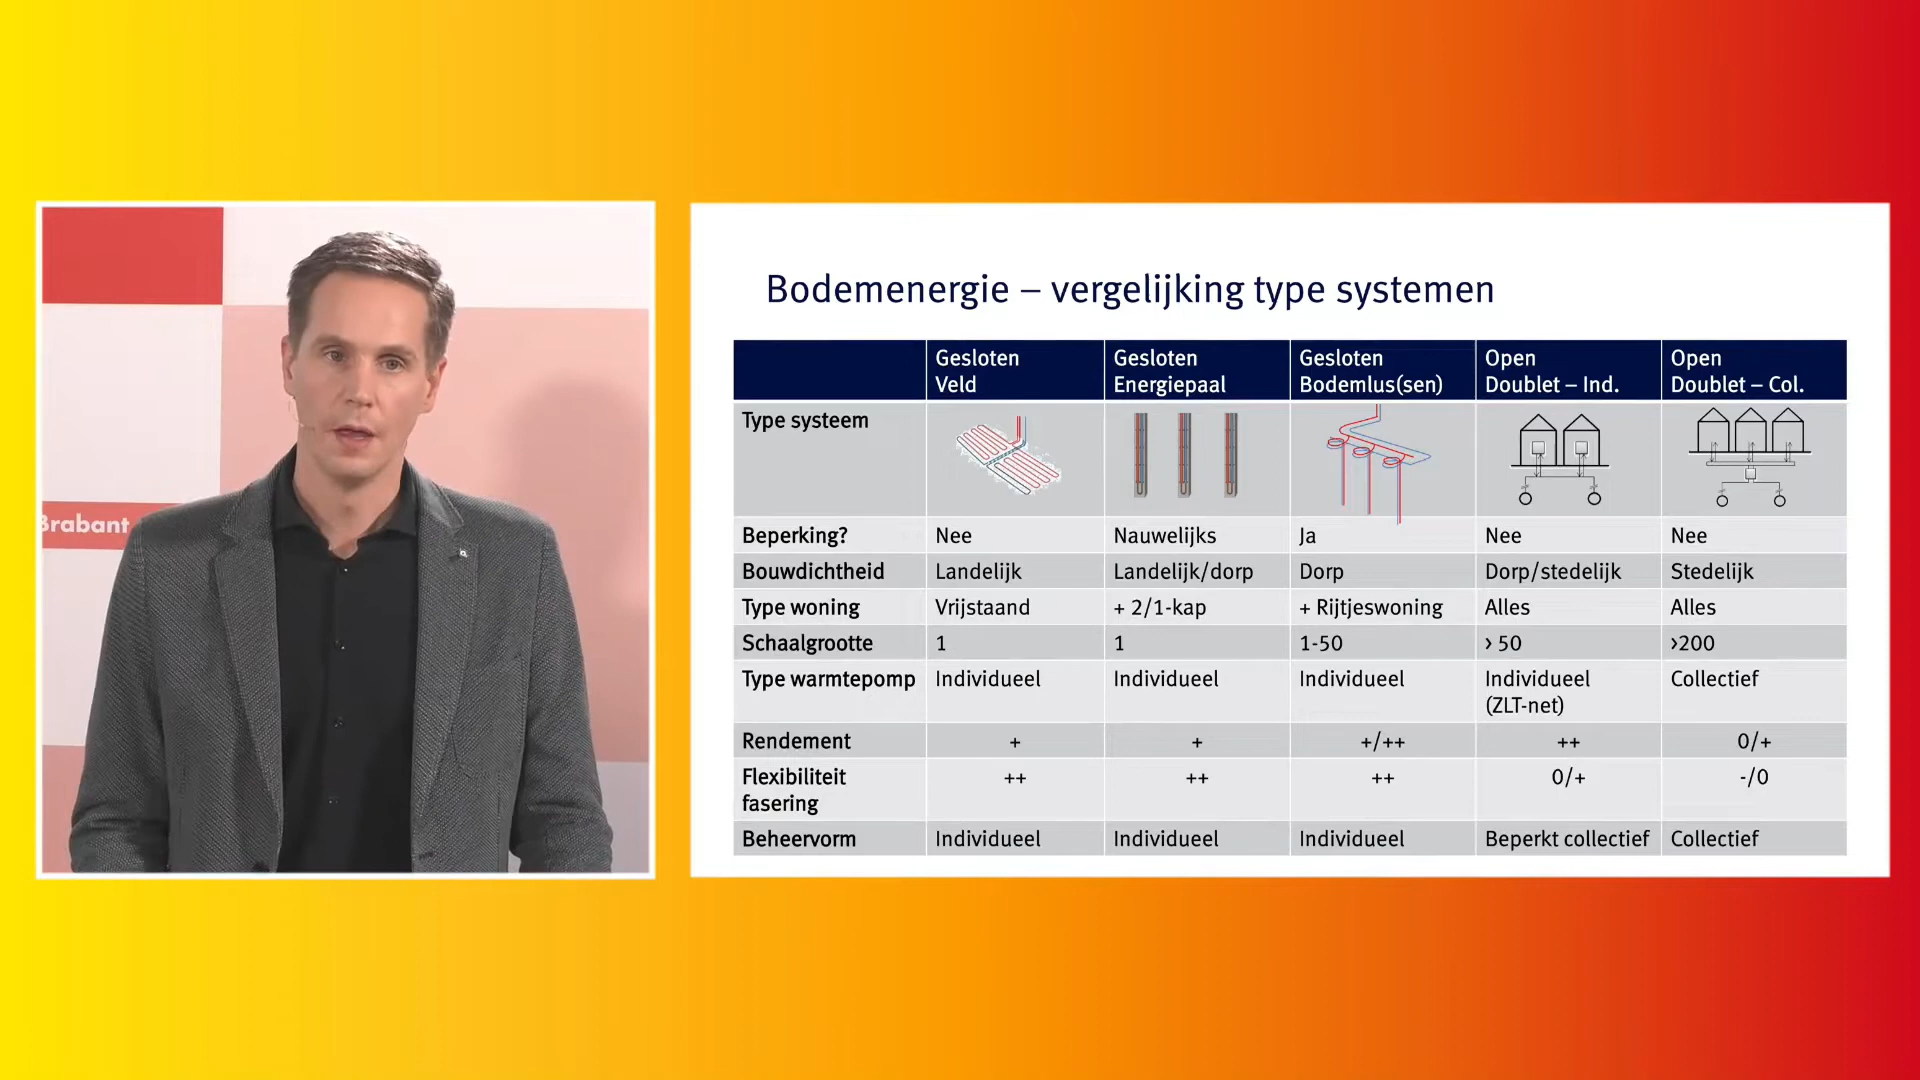 Brabant
Bodemenergie – vergelijking type systemen
Gesloten Veld
Gesloten Energiepaal
Gesloten Bodemlus(sen)
Open Doublet – Ind.
Open Doublet – Col.
Type systeem
Beperking? Nee Nauwelijks Ja Nee Nee
Bouwdichtheid Landelijk Landelijk/dorp Dorp Dorp/stedelijk Stedelijk
Type woning Vrijstaand + 2/1-kap + Rijtjeswoning Alles Alles
Schaalgrootte 1 1 1-50 > 50 >200
Type warmtepomp Individueel Individueel Individueel Individueel (ZLT-net) Collectief
Rendement + + +/++ ++ 0/+
Flexibiliteit fasering ++ ++ ++ 0/+ -/0
Beheervorm Individueel Individueel Individueel Beperkt collectief Collectief